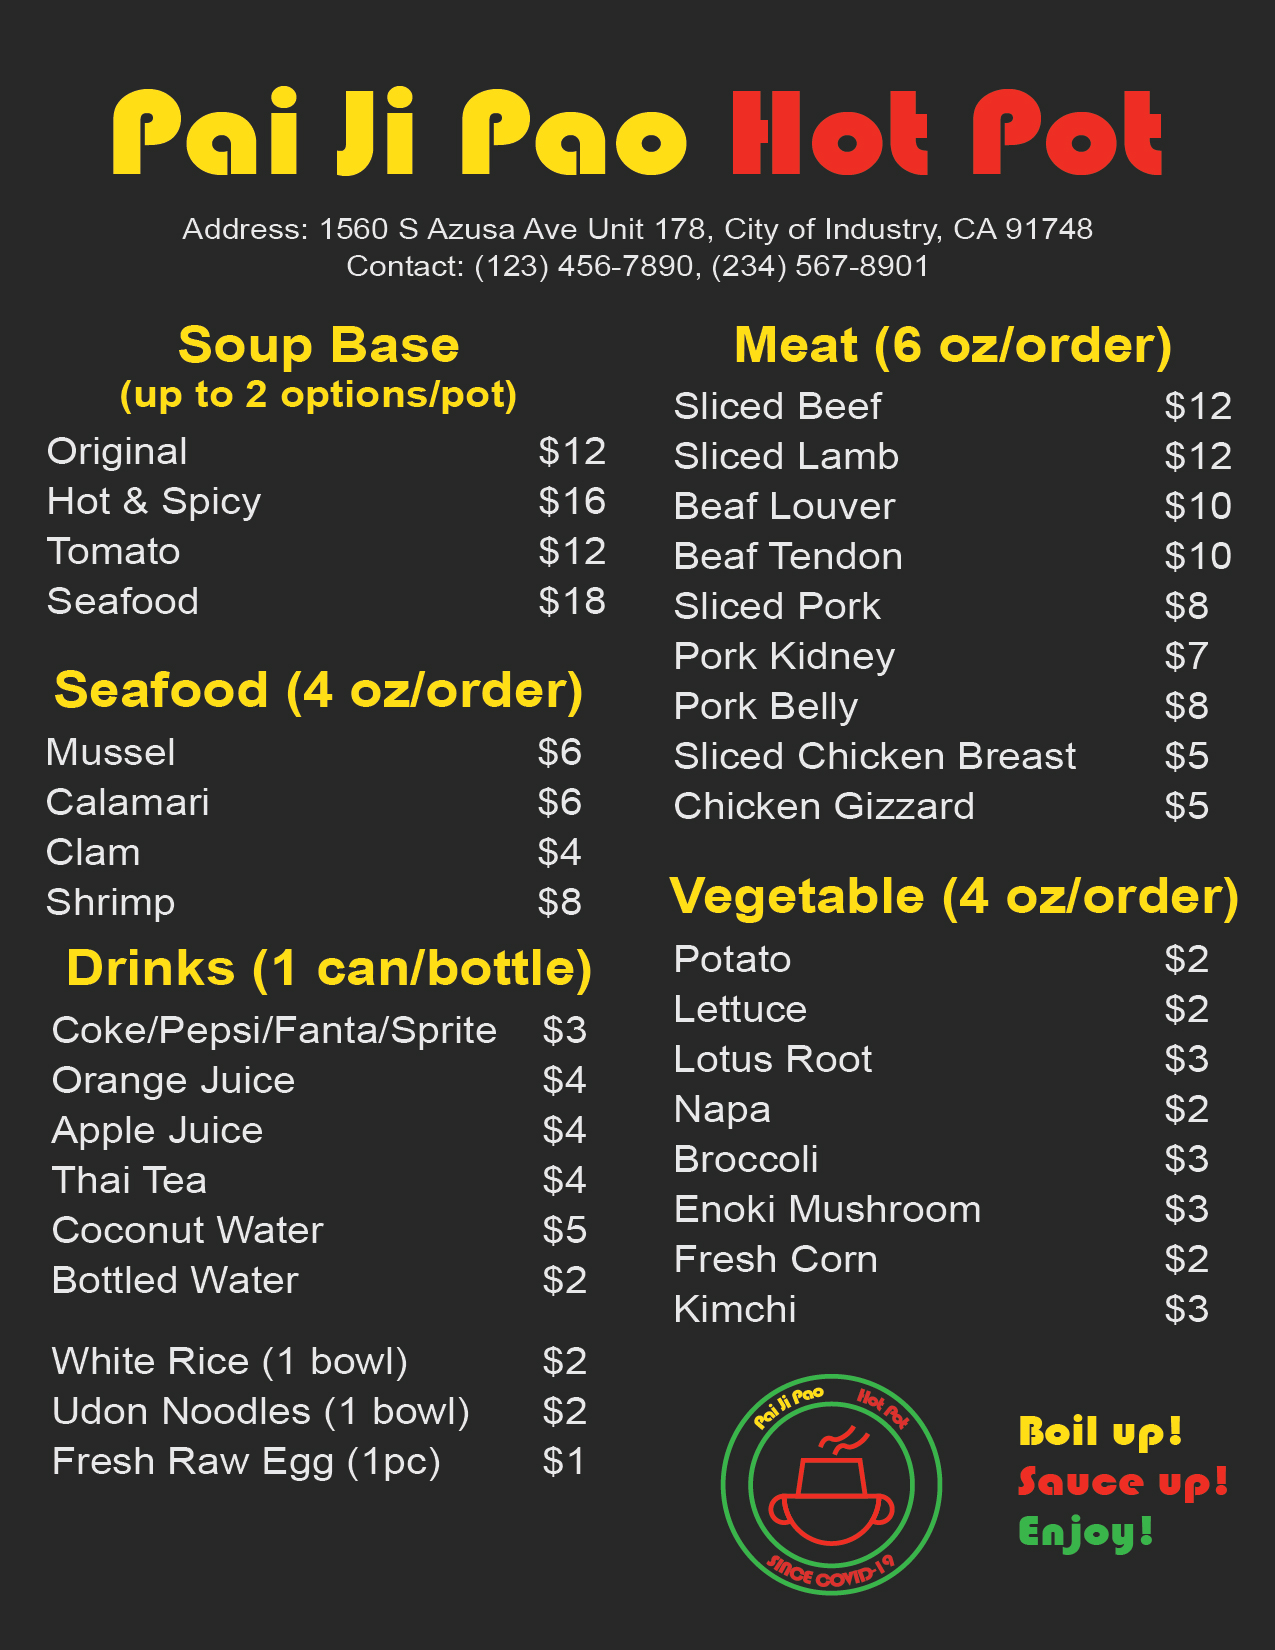 Pai Ji Pao Hot Pot
Address: 1560 S Azusa Ave Unit 178, City of Industry, CA 91748
Contact: (123) 456-7890, (234) 567-8901
Soup Base
(up to 2 options/pot)
Original $12
Hot & Spicy $16
Tomato $12
Seafood $18
Seafood (4 oz/order)
Mussel $6
Calamari $6
Clam $4
Shrimp $8
Drinks (1 can/bottle)
Coke/Pepsi/Fanta/Sprite $3
Orange Juice $4
Apple Juice $4
Thai Tea $4
Coconut Water $5
Bottled Water $2
White Rice (1 bowl) $2
Udon Noodles (1 bowl) $2
Fresh Raw Egg (1pc) $1
Meat (6 oz/order)
Sliced Beef $12
Sliced Lamb $12
Beaf Louver $10
Beaf Tendon $10
Sliced Pork $8
Pork Kidney $7
Pork Belly $8
Sliced Chicken Breast $5
Chicken Gizzard $5
Vegetable (4 oz/order)
Potato $2
Lettuce $2
Lotus Root $3
Napa $2
Broccoli $3
Enoki Mushroom $3
Fresh Corn $2
Kimchi $3
Pai Ji Pao Hot Pot
SINCE COVID-19
Boil up!
Sauce up!
Enjoy!